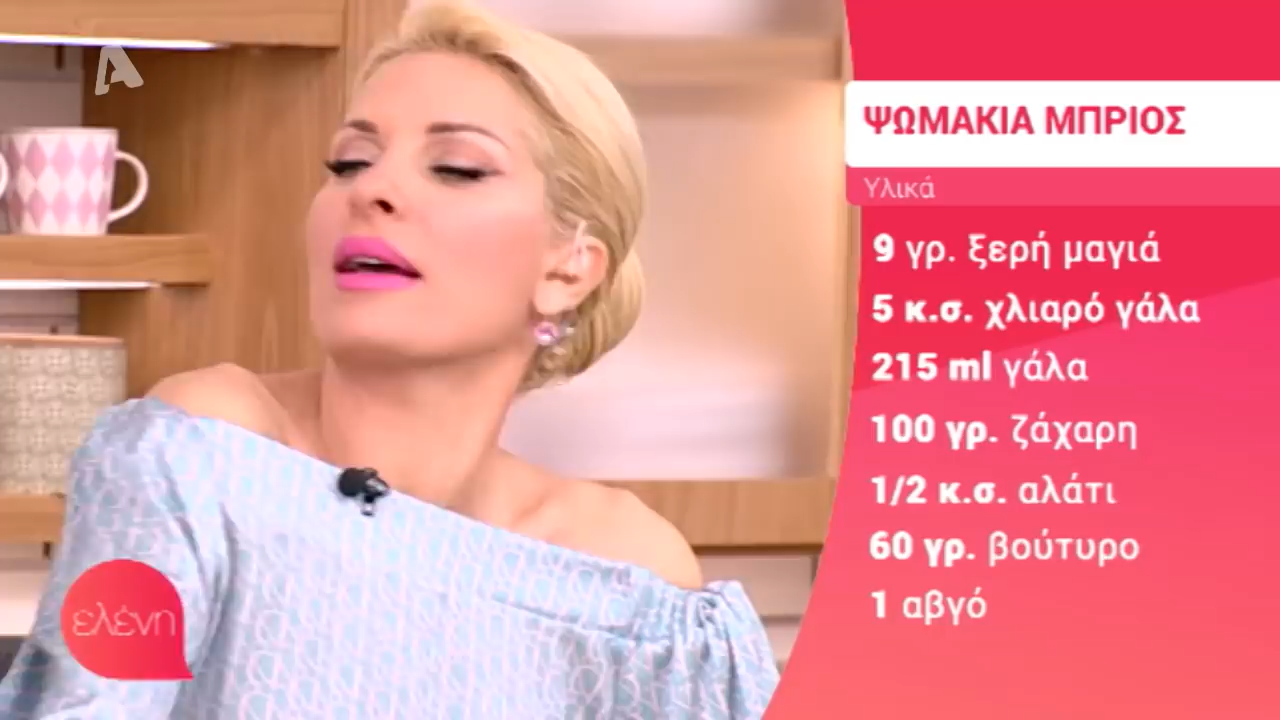 ΨΩΜΑΚΙΑ ΜΠΡΙΟΣ
Υλικά
9 γρ. ξερή μαγιά
5 κ.σ. χλιαρό γάλα
215 ml γάλα
100 γρ. ζάχαρη
1/2 κ.σ. αλάτι
60 γρ. βούτυρο
1 αβγό
ελένη